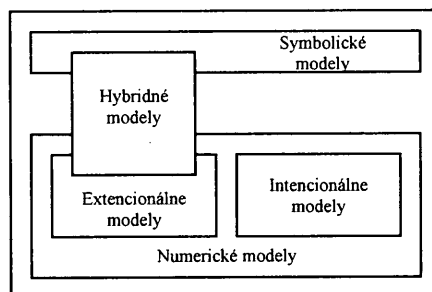 Symbolické
modely
Hybridné
modely
Extencionálne
modely
Intencionálne
modely
Numerické modely